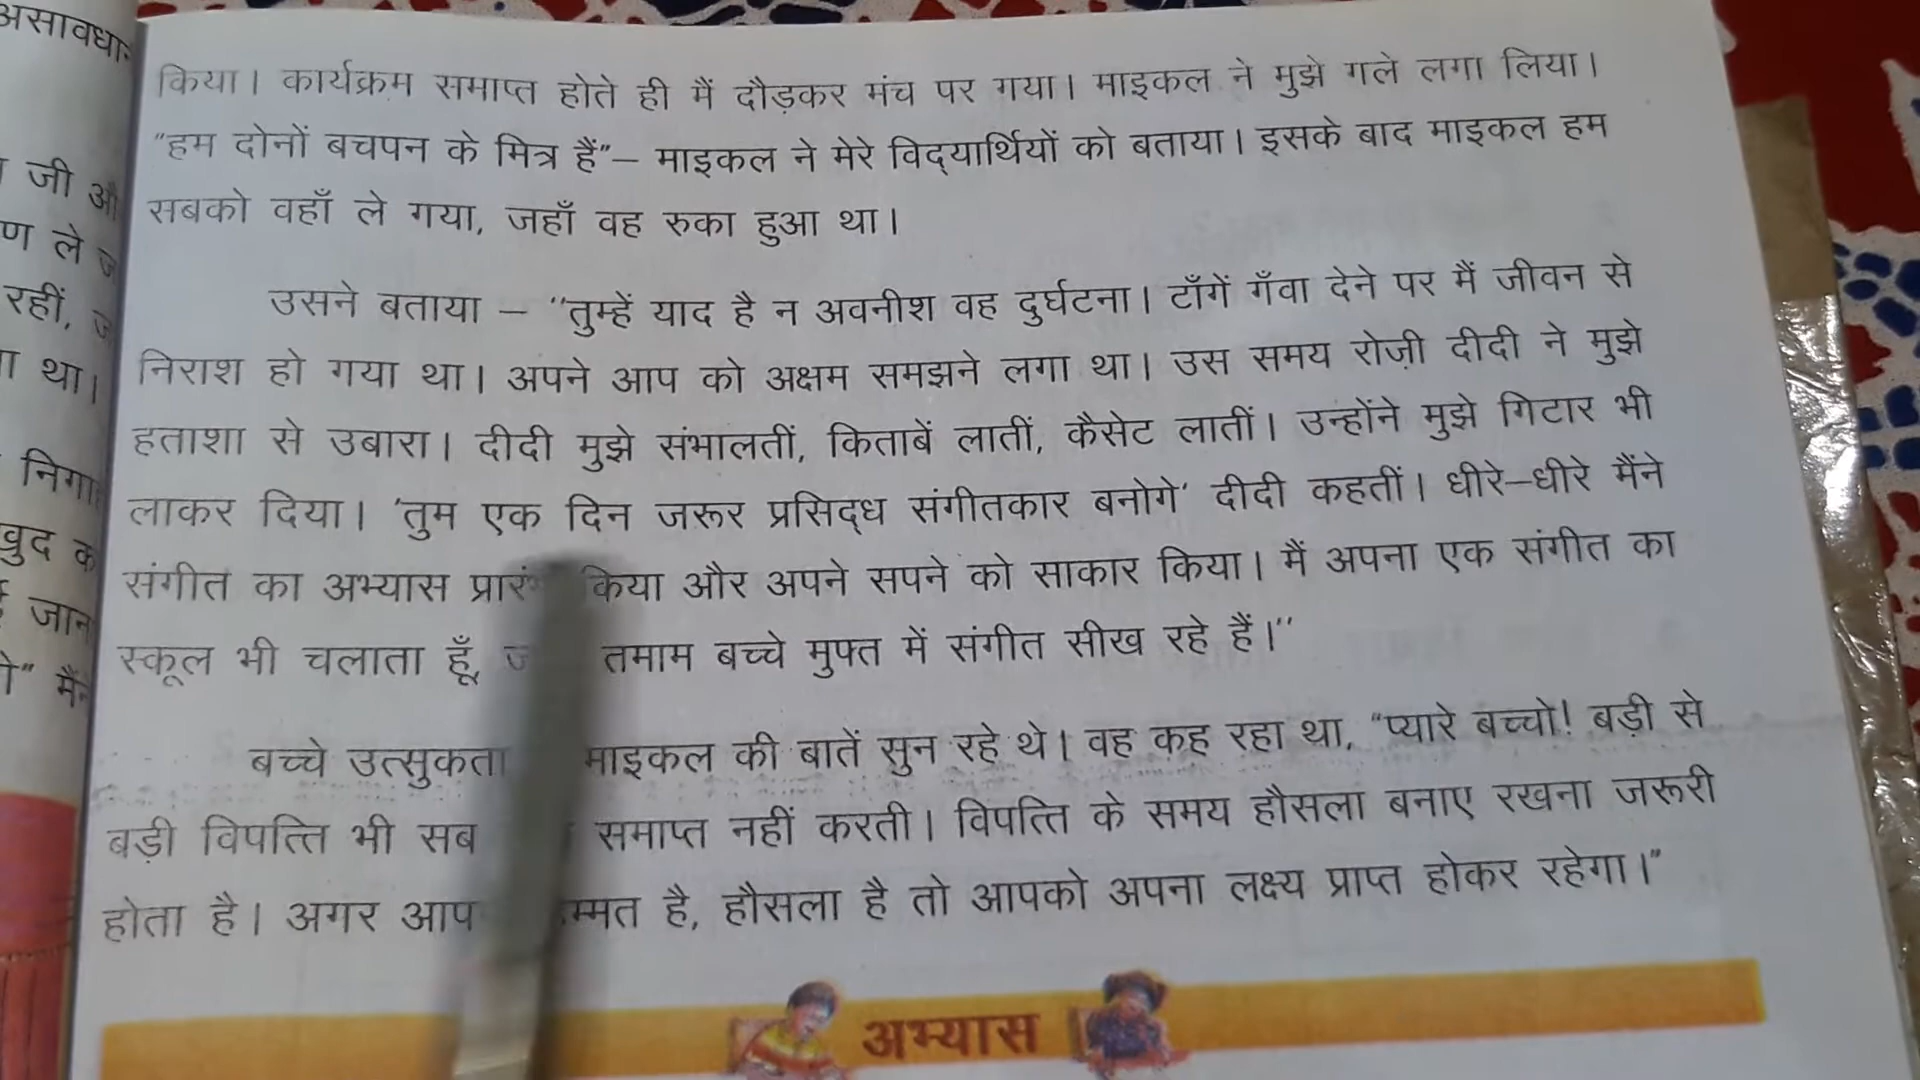 असावधान
जी औ
ण ले ज
रहीं, ज
था।
निगा
खुद क
जान
किया। कार्यक्रम समाप्त होते ही मैं दौड़कर मंच पर गया। माइकल ने मुझे गले लगा लिया।
"हम दोनों बचपन के मित्र हैं"– माइकल ने मेरे विद्यार्थियों को बताया। इसके बाद माइकल हम
सबको वहाँ ले गया, जहाँ वह रुका हुआ था।
उसने बताया – "तुम्हें याद है न अवनीश वह दुर्घटना। टाँगें गँवा देने पर मैं जीवन से
निराश हो गया था। अपने आप को अक्षम समझने लगा था। उस समय रोज़ी दीदी ने मुझे
हताशा से उबारा। दीदी मुझे संभालतीं, किताबें लातीं, कैसेट लातीं। उन्होंने मुझे गिटार भी
लाकर दिया। 'तुम एक दिन जरूर प्रसिद्ध संगीतकार बनोगे' दीदी कहतीं। धीरे–धीरे मैंने
संगीत का अभ्यास किया और अपने सपने को साकार किया। मैं अपना एक संगीत का
स्कूल भी चलाता हूँ, तमाम बच्चे मुफ्त में संगीत सीख रहे हैं।"
बच्चे उत्सुकता माइकल की बातें सुन रहे थे। वह कह रहा था, "प्यारे बच्चो! बड़ी से
बड़ी विपत्ति भी सब समाप्त नहीं करती। विपत्ति के समय हौसला बनाए रखना जरूरी
होता है। अगर आप है, हौसला है तो आपको अपना लक्ष्य प्राप्त होकर रहेगा।"
अभ्यास